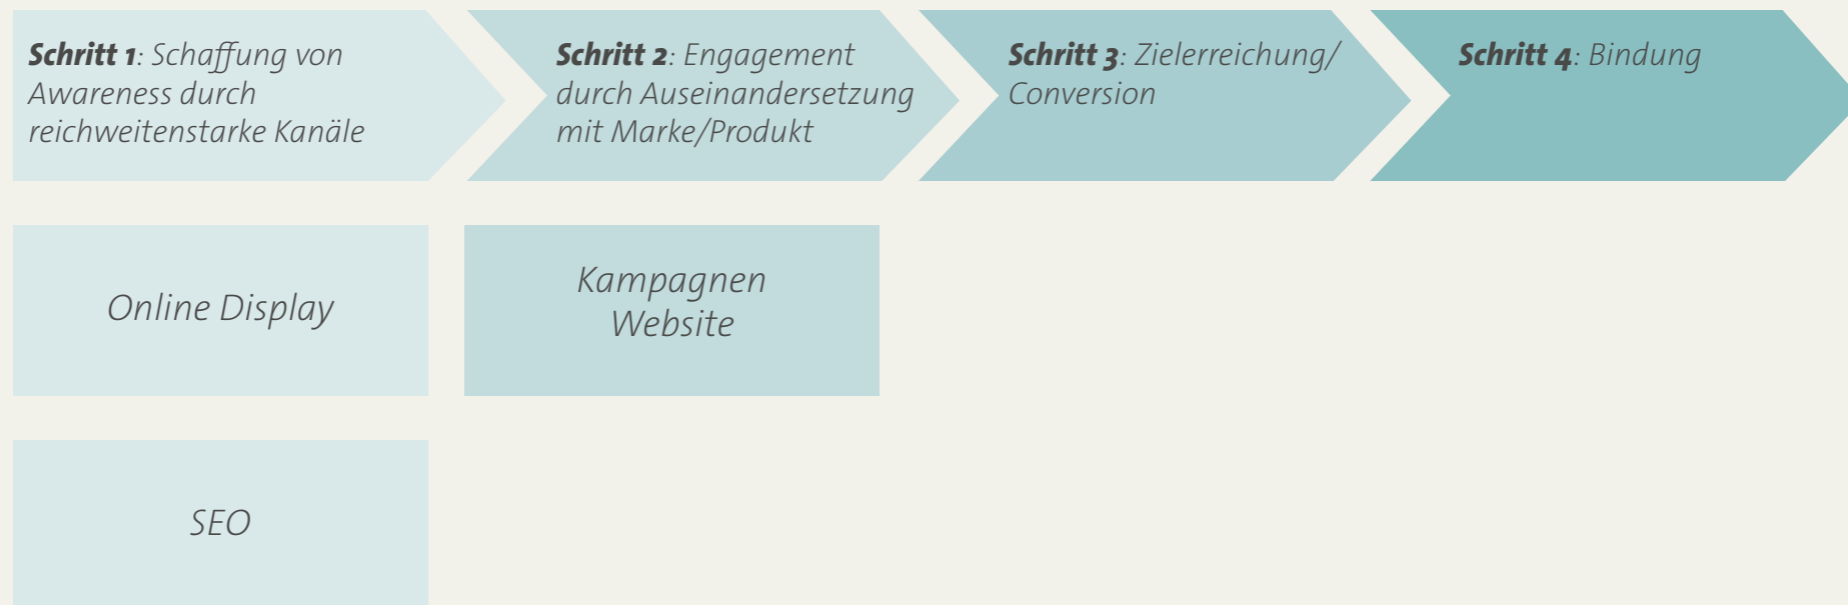 Schritt 1: Schaffung von
Awareness durch
reichweitenstarke Kanäle
Schritt 2: Engagement
durch Auseinandersetzung
mit Marke/Produkt
Schritt 3: Zielerreichung/
Conversion
Schritt 4: Bindung
Online Display
Kampagnen
Website
SEO